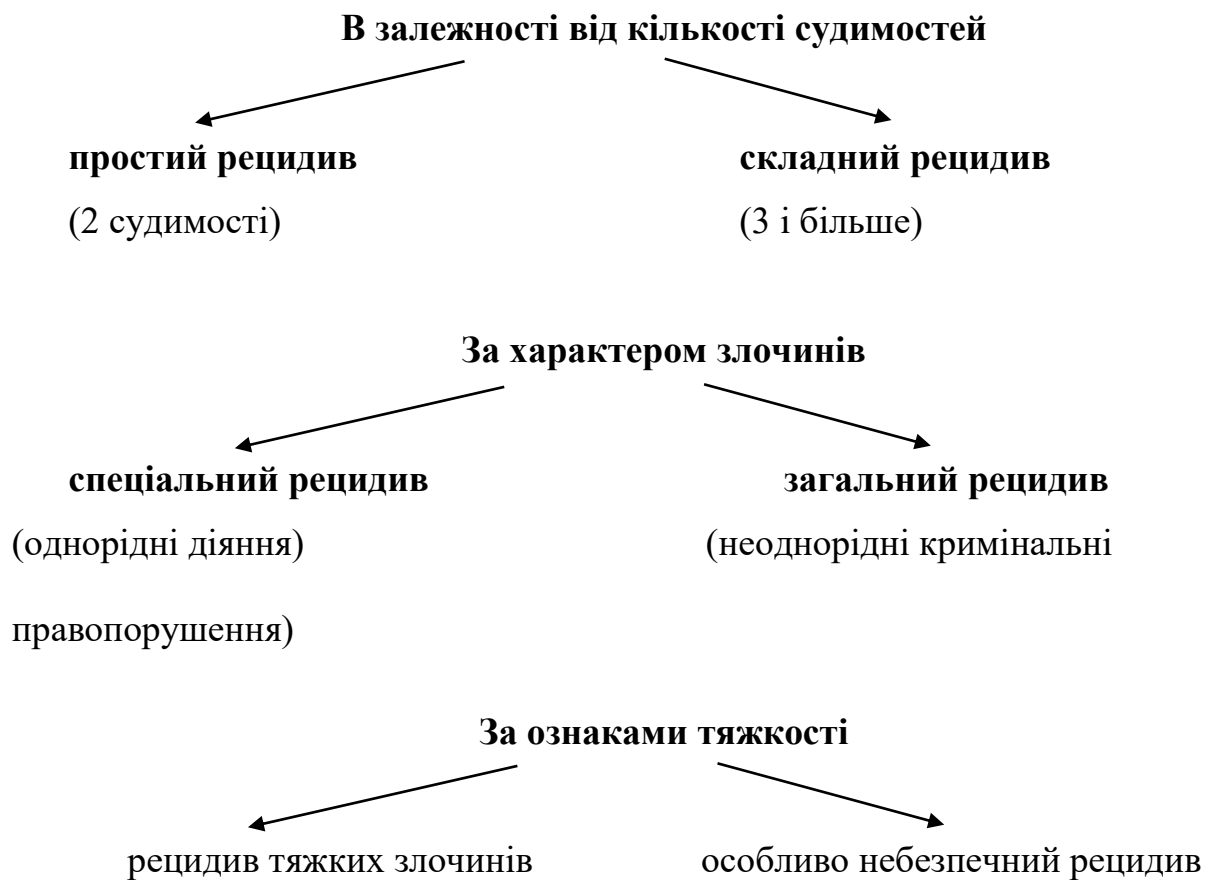 В залежності від кількості судимостей
простий рецидив складний рецидив
(2 судимості) (3 і більше)
За характером злочинів
спеціальний рецидив загальний рецидив
(однорідні діяння) (неоднорідні кримінальні
правопорушення)
За ознаками тяжкості
рецидив тяжких злочинів особливо небезпечний рецидив